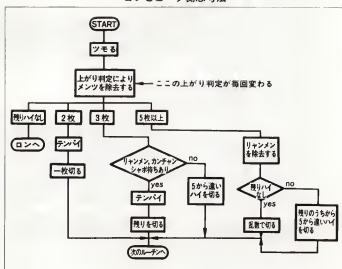 START
ツモる
上がり判定により
メンツを除去する
ここの上がり判定が毎回変わる
残りハイなし
2枚
3枚
5枚以上
ロンへ
テンパイ
一枚切る
リャンメン、カンチャン
シャボ待ちあり
no
yes
テンパイ
残りを切る
5から遠い
ハイを切る
リャンメン
を除去する
残りハイ
なし
no
yes
乱数で切る
残りのうちから
5から遠いハイ
を切る
次のルーチンへ